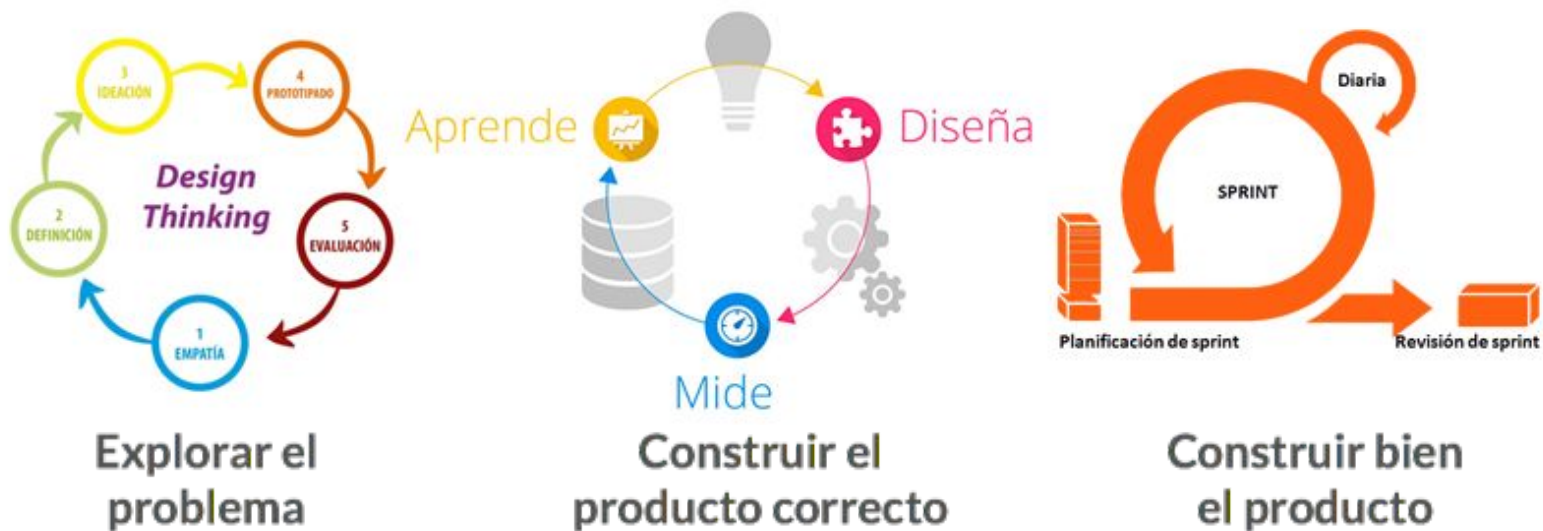 3
IDEACIÓN
4
PROTOTIPADO
Design
Thinking
2
DEFINICIÓN
5
EVALUACIÓN
1
EMPATÍA
Explorar el
problema
Aprende
Diseña
Mide
Construir el
producto correcto
Diaria
SPRINT
Planificación de sprint
Revisión de sprint
Construir bien
el producto